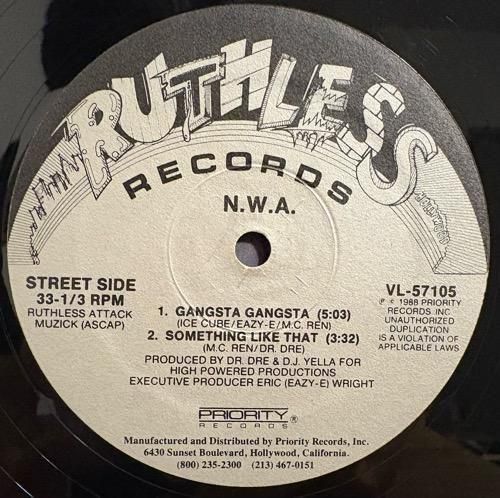 RUTHLESS
RECORDS
N.W.A.
STREET SIDE
33-1/3 RPM
RUTHLESS ATTACK
MUZICK (ASCAP)
VL-57105
℗ © 1988 PRIORITY
RECORDS INC.
UNAUTHORIZED
DUPLICATION
IS A VIOLATION OF
APPLICABLE LAWS
1. GANGSTA GANGSTA (5:03)
(ICE CUBE/EAZY-E/M.C. REN)
2. SOMETHING LIKE THAT (3:32)
(M.C. REN/DR. DRE)
PRODUCED BY DR. DRE & D.J. YELLA FOR
HIGH POWERED PRODUCTIONS
EXECUTIVE PRODUCER ERIC (EAZY-E) WRIGHT
PRIORITY ®
RECORDS
Manufactured and Distributed by Priority Records, Inc.
6430 Sunset Boulevard, Hollywood, California.
(800) 235-2300 (213) 467-0151